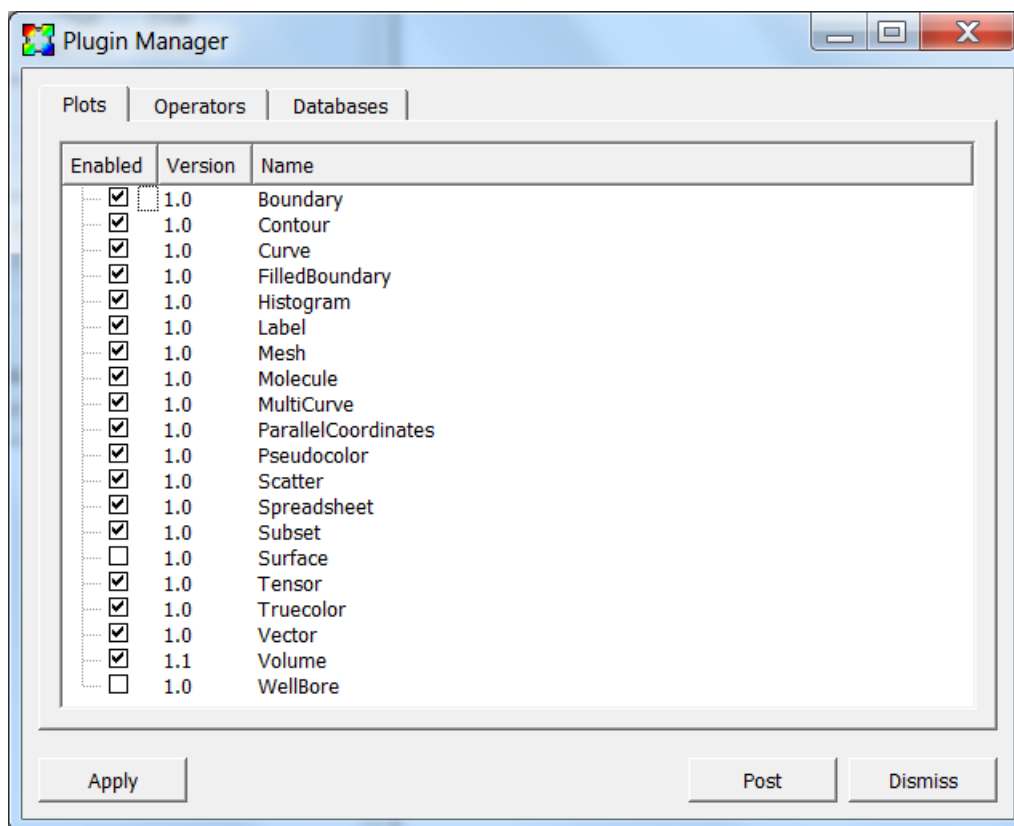 Plugin Manager
Plots Operators Databases
Enabled Version Name
1.0 Boundary
1.0 Contour
1.0 Curve
1.0 FilledBoundary
1.0 Histogram
1.0 Label
1.0 Mesh
1.0 Molecule
1.0 MultiCurve
1.0 ParallelCoordinates
1.0 Pseudocolor
1.0 Scatter
1.0 Spreadsheet
1.0 Subset
1.0 Surface
1.0 Tensor
1.0 Truecolor
1.0 Vector
1.1 Volume
1.0 WellBore
Apply Post Dismiss